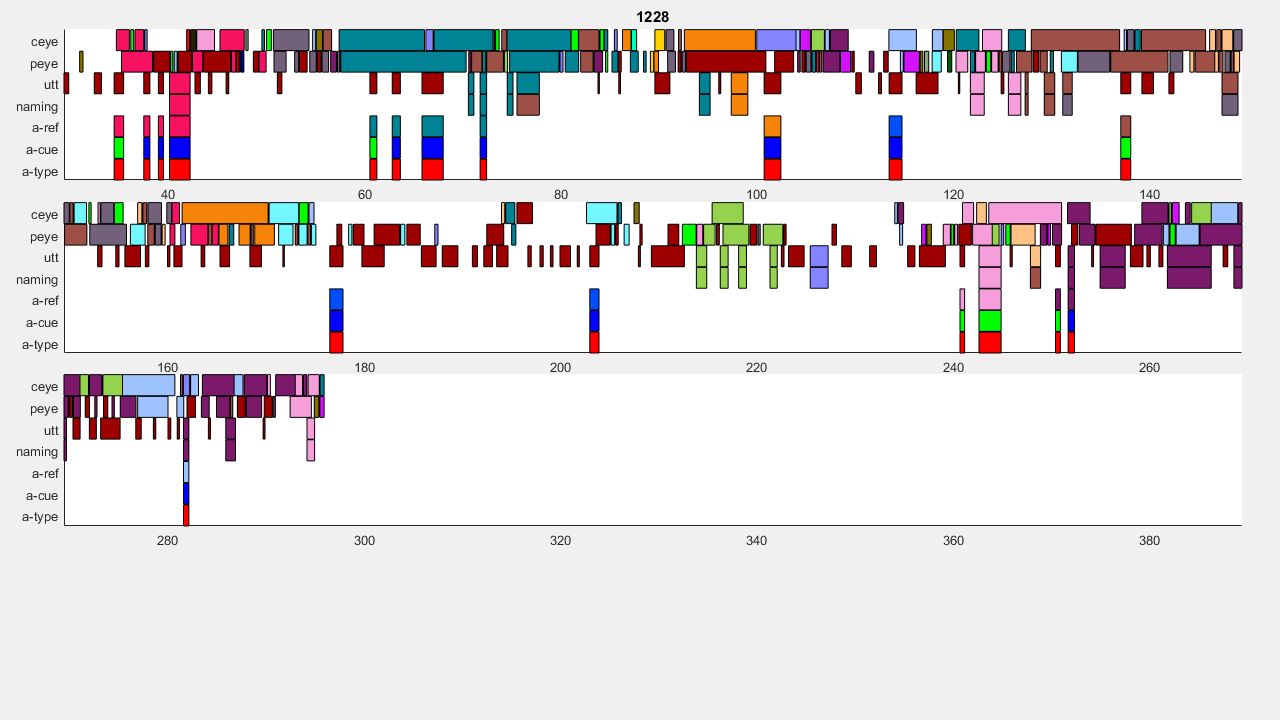 1228
ceye
peye
utt
naming
a-ref
a-cue
a-type
40 60 80 100 120 140
ceye
peye
utt
naming
a-ref
a-cue
a-type
160 180 200 220 240 260
ceye
peye
utt
naming
a-ref
a-cue
a-type
280 300 320 340 360 380